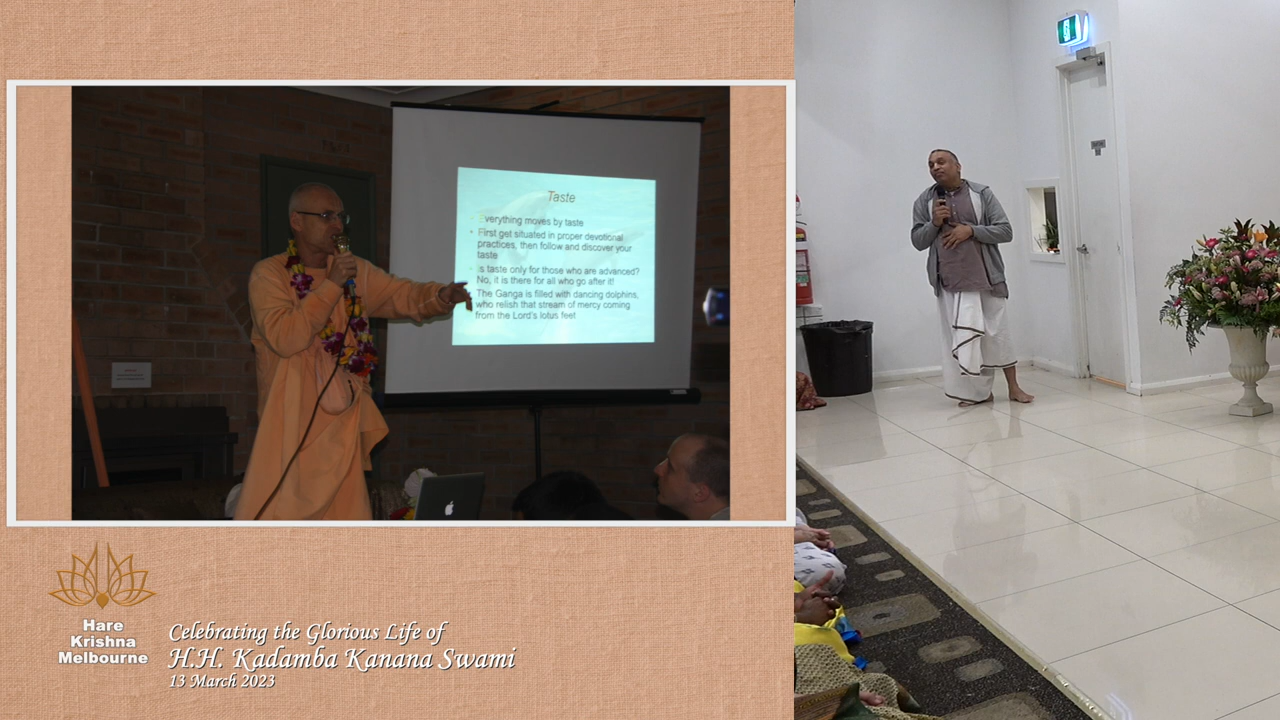 Taste
Everything moves by taste
First get situated in proper devotional
practices, then follow and discover your
taste
Is taste only for those who are advanced?
No, it is there for all who go after it!
The Ganga is filled with dancing dolphins,
who relish that stream of mercy coming
from the Lord's lotus feet
Hare
Krishna
Melbourne
Celebrating the Glorious Life of
H.H. Kadamba Kanana Swami
13 March 2023